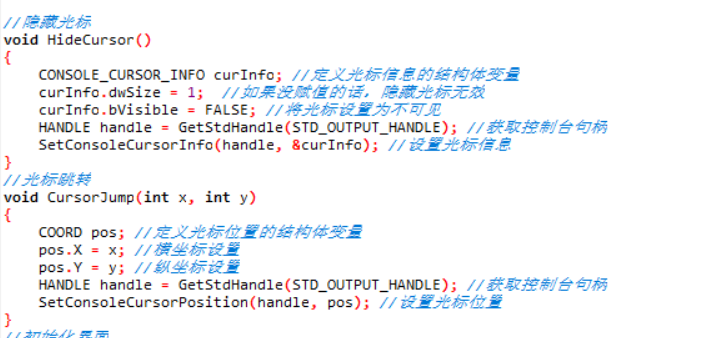 //隐藏光标
void HideCursor()
{
    CONSOLE_CURSOR_INFO curInfo; //定义光标信息的结构体变量
    curInfo.dwSize = 1;  //如果没赋值的话，隐藏光标无效
    curInfo.bVisible = FALSE; //将光标设置为不可见
    HANDLE handle = GetStdHandle(STD_OUTPUT_HANDLE); //获取控制台句柄
    SetConsoleCursorInfo(handle, &curInfo); //设置光标信息
}
//光标跳转
void CursorJump(int x, int y)
{
    COORD pos; //定义光标位置的结构体变量
    pos.X = x; //横坐标设置
    pos.Y = y; //纵坐标设置
    HANDLE handle = GetStdHandle(STD_OUTPUT_HANDLE); //获取控制台句柄
    SetConsoleCursorPosition(handle, pos); //设置光标位置
}
//初始化界面